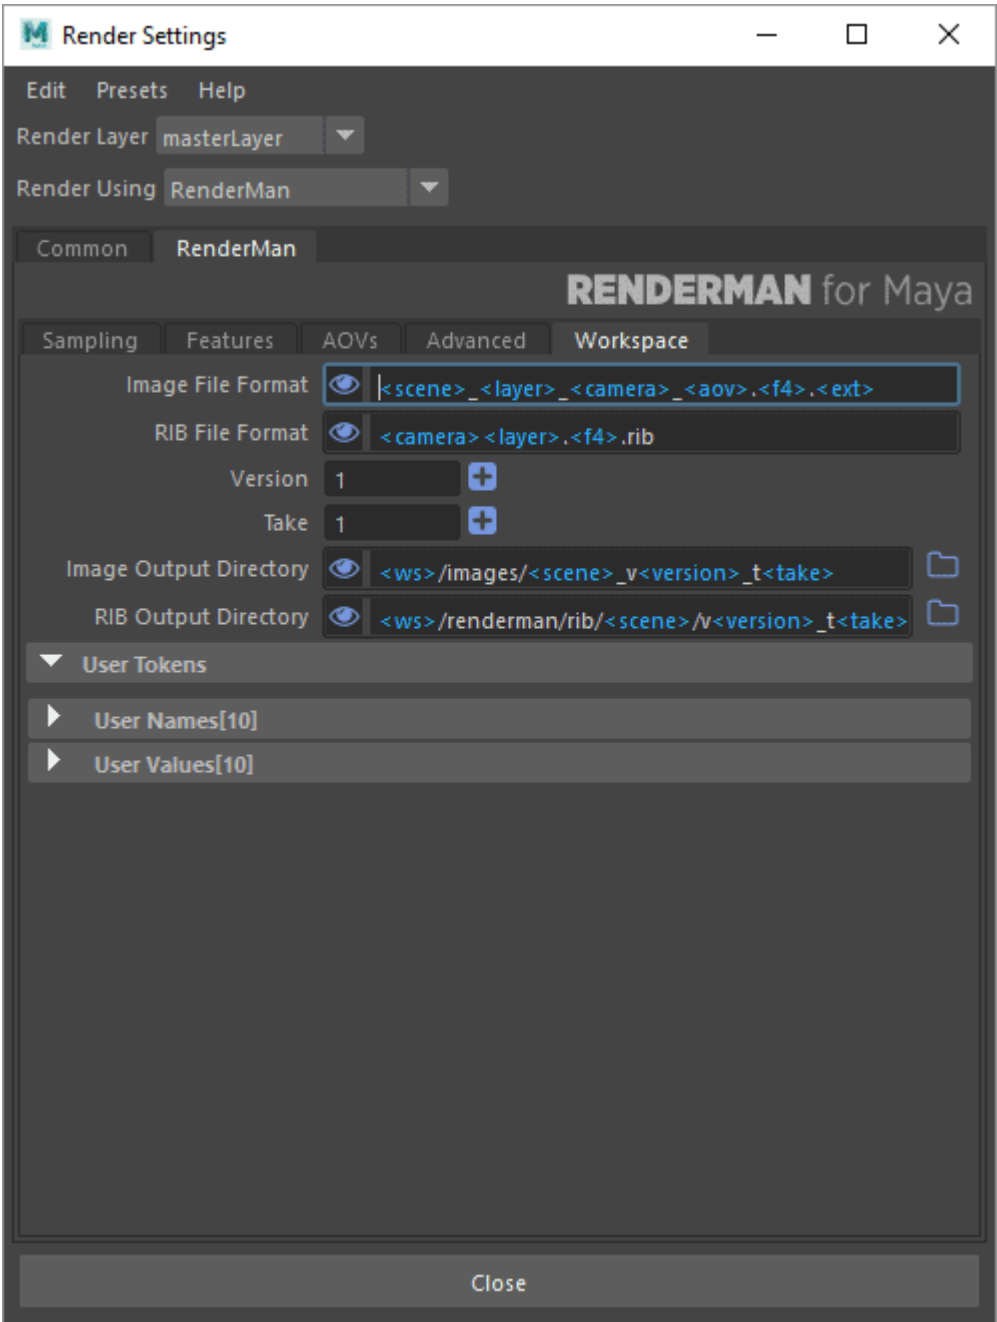 Render Settings
Edit Presets Help
Render Layer masterLayer
Render Using RenderMan
Common RenderMan
RENDERMAN for Maya
Sampling Features AOVs Advanced Workspace
Image File Format <scene>_<layer>_<camera>_<aov>.<f4>.<ext>
RIB File Format <camera><layer>.<f4>.rib
Version 1
Take 1
Image Output Directory <ws>/images/<scene>_v<version>_t<take>
RIB Output Directory <ws>/renderman/rib/<scene>/v<version>_t<take>
User Tokens
User Names[10]
User Values[10]
Close